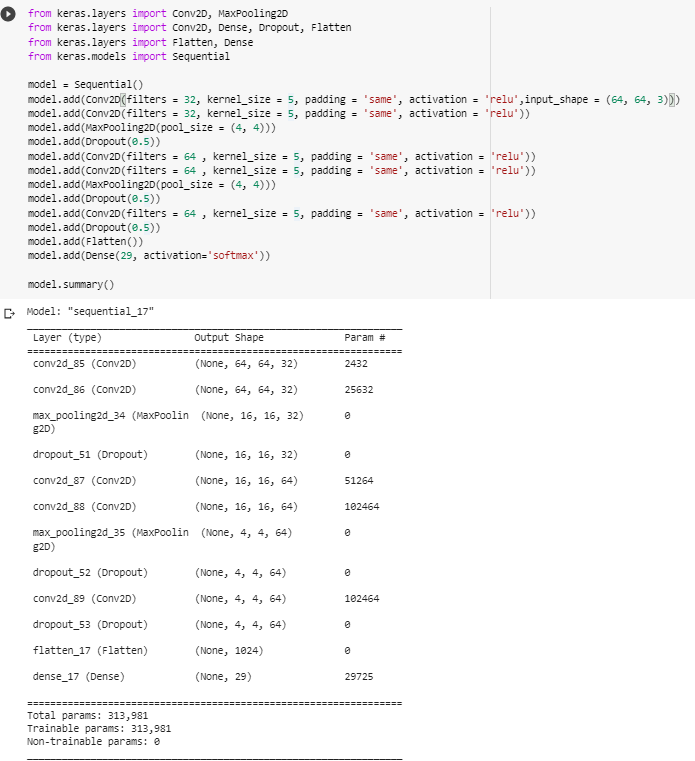 from keras.layers import Conv2D, MaxPooling2D
from keras.layers import Conv2D, Dense, Dropout, Flatten
from keras.layers import Flatten, Dense
from keras.models import Sequential
model = Sequential()
model.add(Conv2D(filters = 32, kernel_size = 5, padding = 'same', activation = 'relu',input_shape = (64, 64, 3)))
model.add(Conv2D(filters = 32, kernel_size = 5, padding = 'same', activation = 'relu'))
model.add(MaxPooling2D(pool_size = (4, 4)))
model.add(Dropout(0.5))
model.add(Conv2D(filters = 64 , kernel_size = 5, padding = 'same', activation = 'relu'))
model.add(Conv2D(filters = 64 , kernel_size = 5, padding = 'same', activation = 'relu'))
model.add(MaxPooling2D(pool_size = (4, 4)))
model.add(Dropout(0.5))
model.add(Conv2D(filters = 64 , kernel_size = 5, padding = 'same', activation = 'relu'))
model.add(Dropout(0.5))
model.add(Flatten())
model.add(Dense(29, activation='softmax'))
model.summary()
Model: "sequential_17"
Layer (type) Output Shape Param #
conv2d_85 (Conv2D) (None, 64, 64, 32) 2432
conv2d_86 (Conv2D) (None, 64, 64, 32) 25632
max_pooling2d_34 (MaxPoolin (None, 16, 16, 32) 0
g2D)
dropout_51 (Dropout) (None, 16, 16, 32) 0
conv2d_87 (Conv2D) (None, 16, 16, 64) 51264
conv2d_88 (Conv2D) (None, 16, 16, 64) 102464
max_pooling2d_35 (MaxPoolin (None, 4, 4, 64) 0
g2D)
dropout_52 (Dropout) (None, 4, 4, 64) 0
conv2d_89 (Conv2D) (None, 4, 4, 64) 102464
dropout_53 (Dropout) (None, 4, 4, 64) 0
flatten_17 (Flatten) (None, 1024) 0
dense_17 (Dense) (None, 29) 29725
Total params: 313,981
Trainable params: 313,981
Non-trainable params: 0